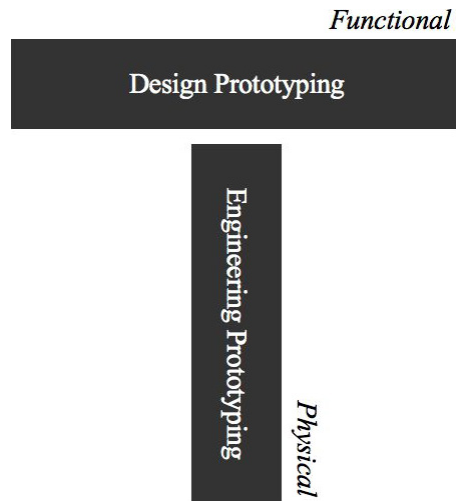 Functional
Design Prototyping
Engineering Prototyping
Physical